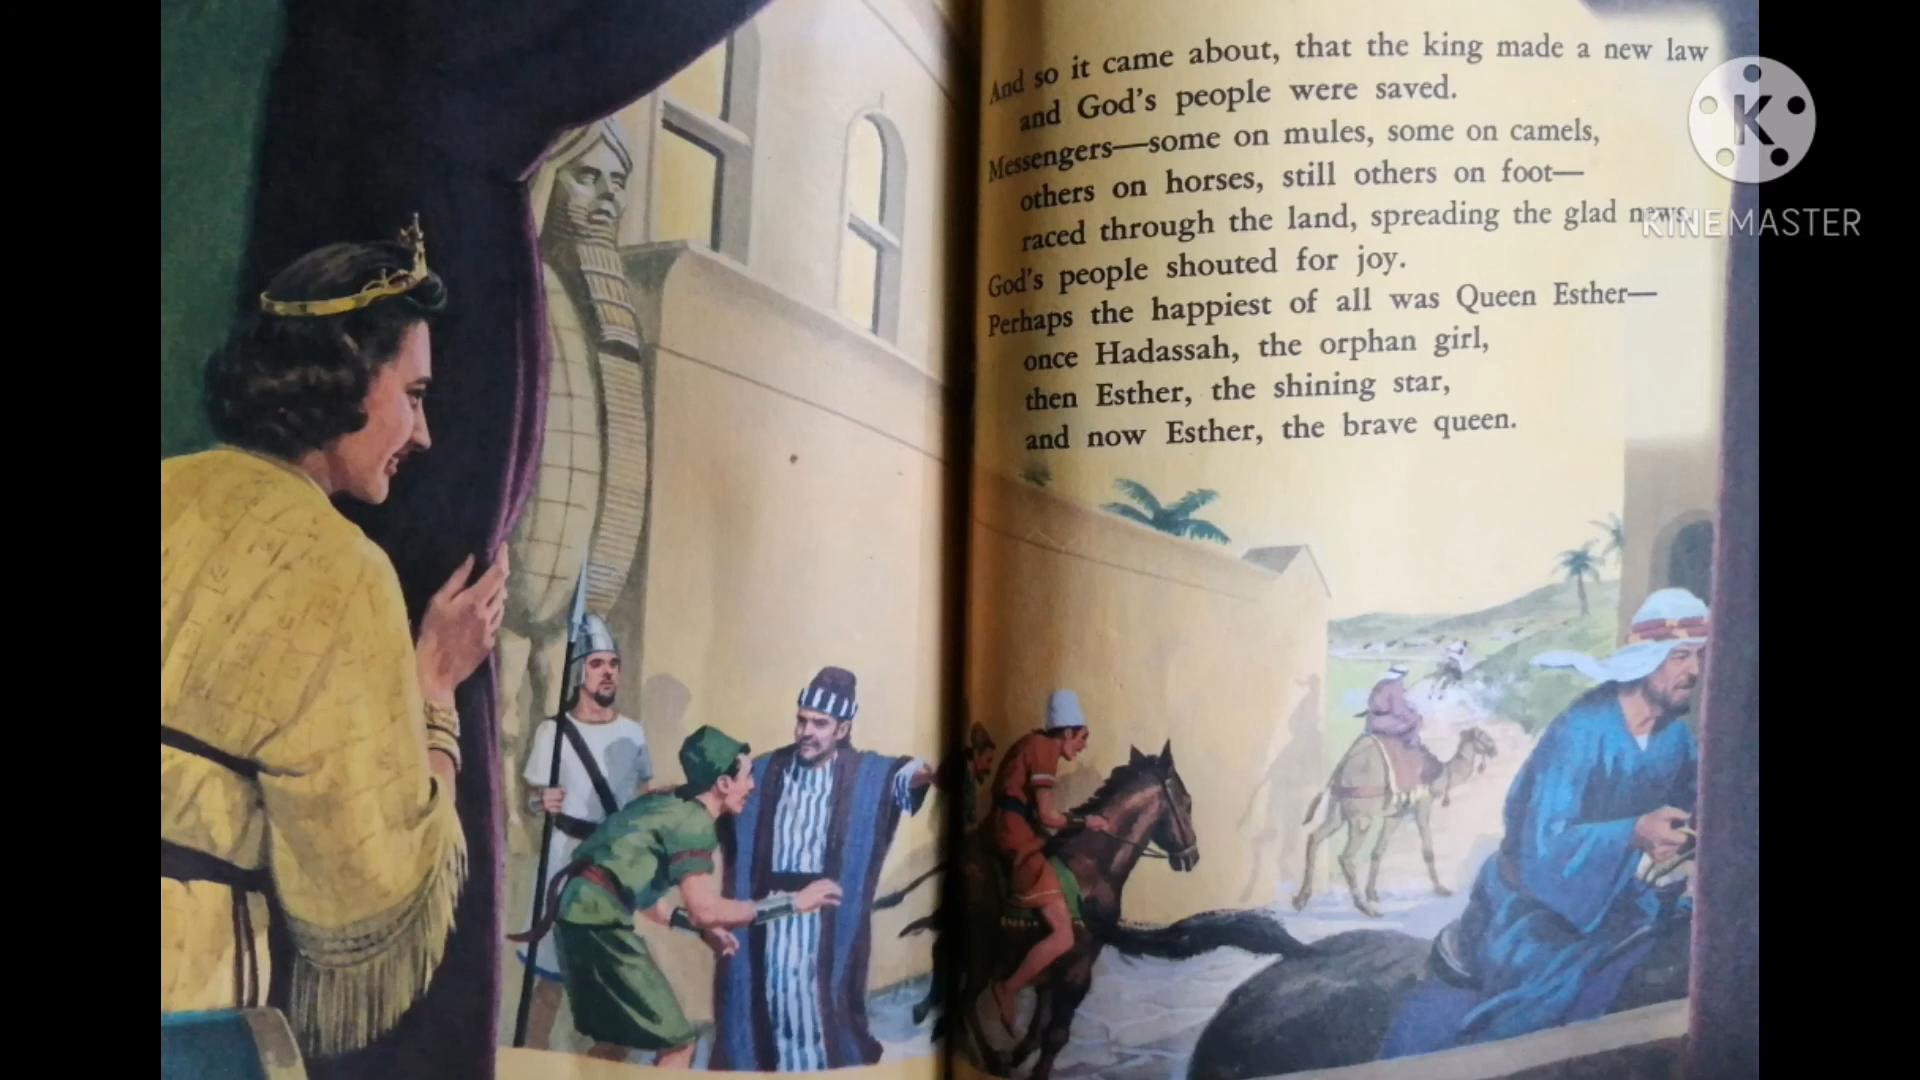 And so it came about, that the king made a new law
and God's people were saved.
Messengers—some on mules, some on camels,
others on horses, still others on foot—
raced through the land, spreading the glad news.
God's people shouted for joy.
Perhaps the happiest of all was Queen Esther—
once Hadassah, the orphan girl,
then Esther, the shining star,
and now Esther, the brave queen.
K
KINEMASTER